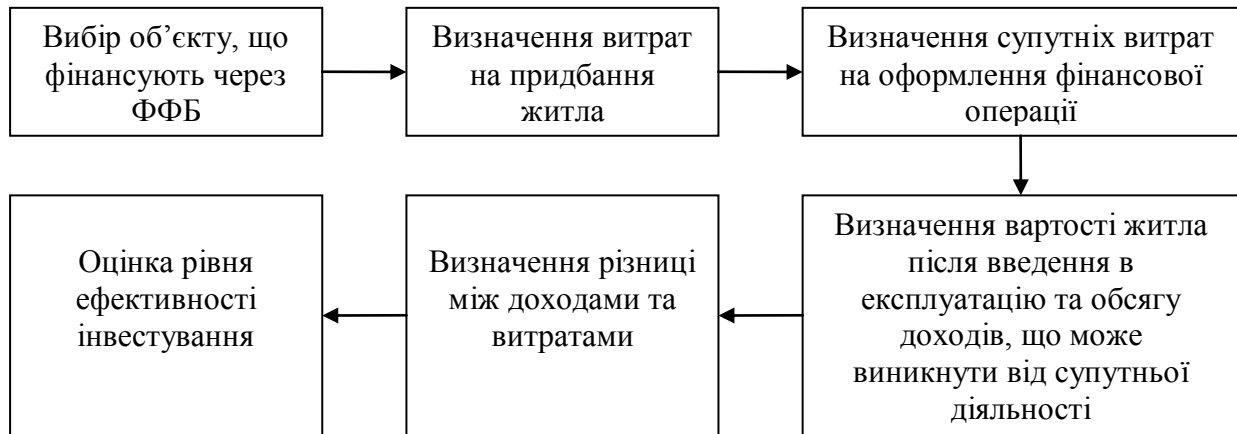 Вибір об’єкту, що
фінансують через
ФФБ
Визначення витрат
на придбання
житла
Визначення супутніх витрат
на оформлення фінансової
операції
Визначення вартості житла
після введення в
експлуатацію та обсягу
доходів, що може
виникнути від супутньої
діяльності
Визначення різниці
між доходами та
витратами
Оцінка рівня
ефективності
інвестування